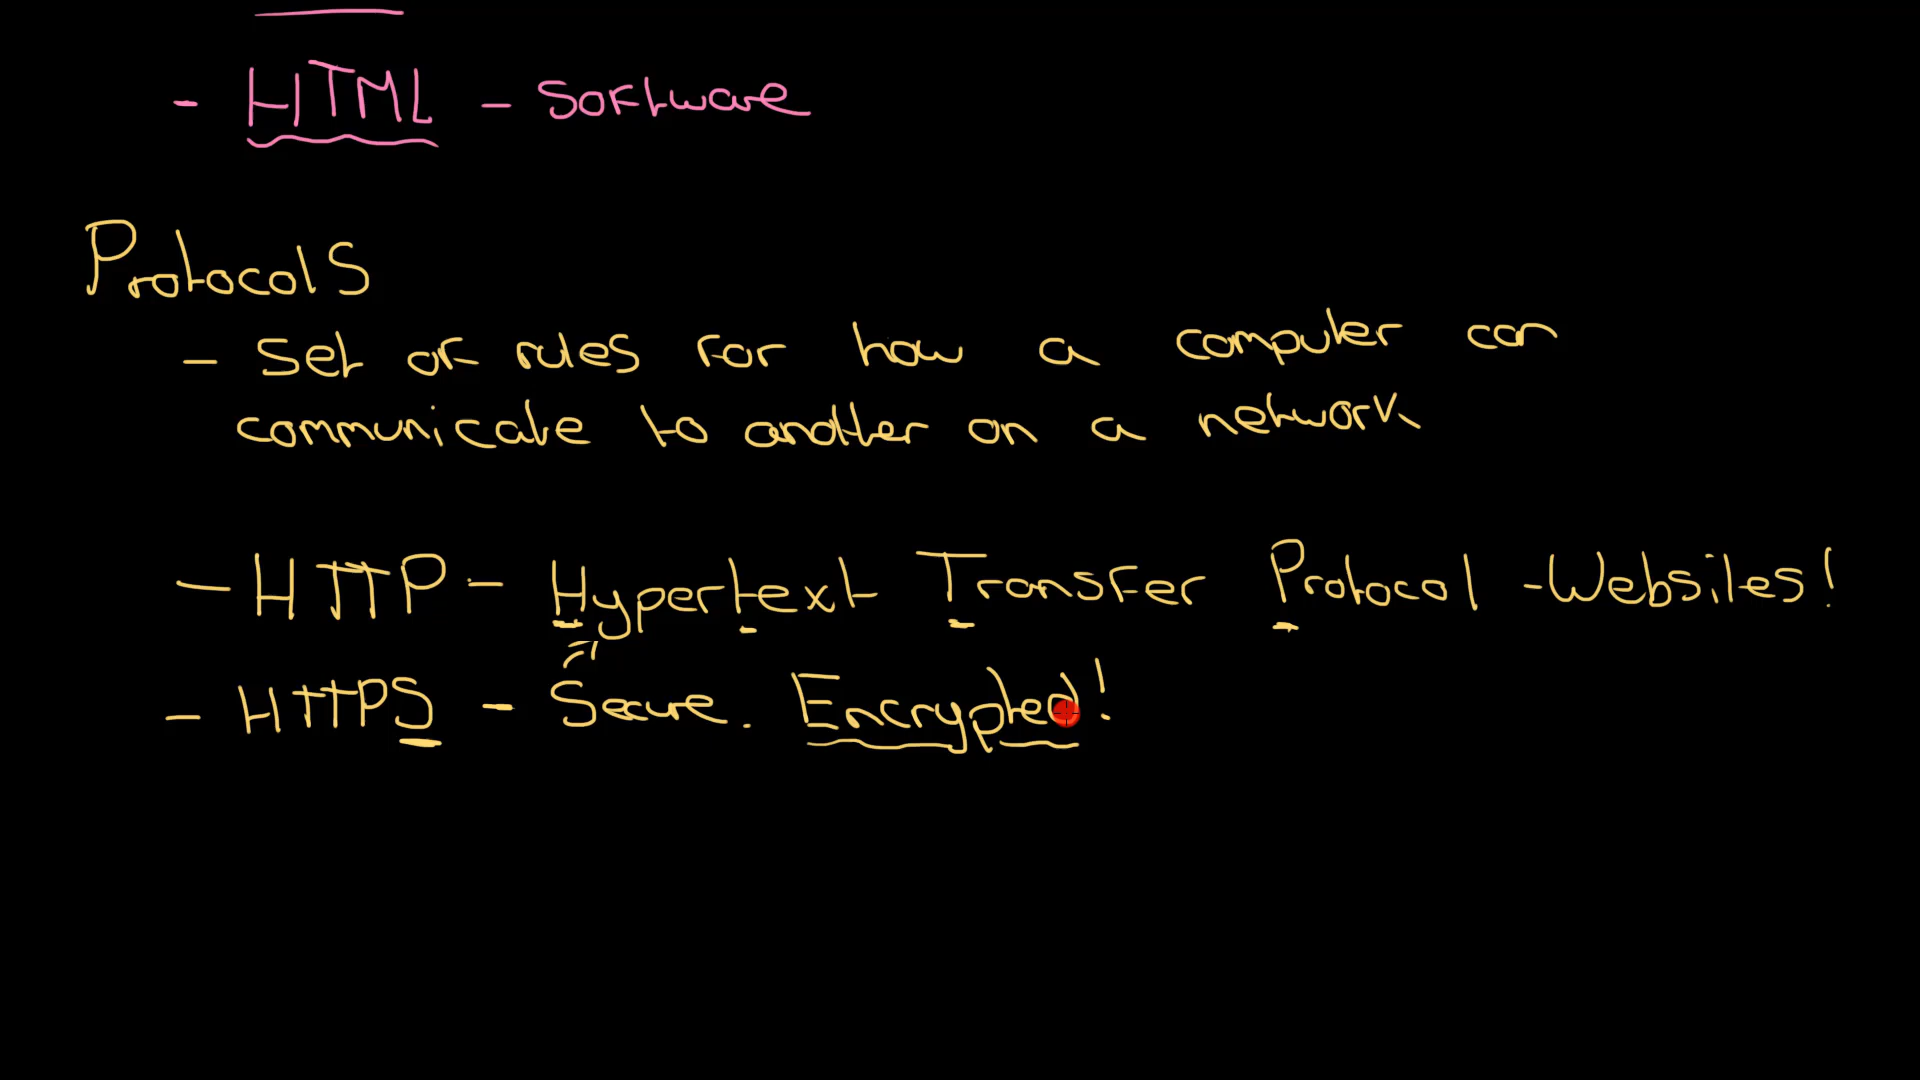 - HTML - Software
Protocols
- Set of rules for how a computer can
communicate to another on a network
- HTTP - Hypertext Transfer Protocol - Websites!
- HTTPS - Secure. Encrypted!